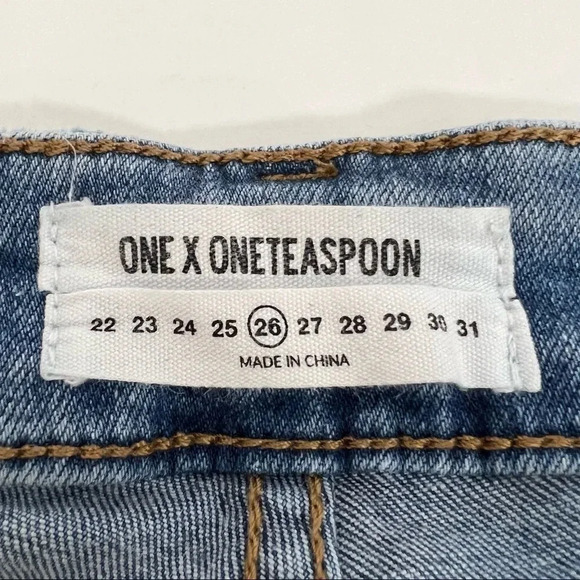 ONE X ONETEASPOON
22 23 24 25 26 27 28 29 30 31
MADE IN CHINA